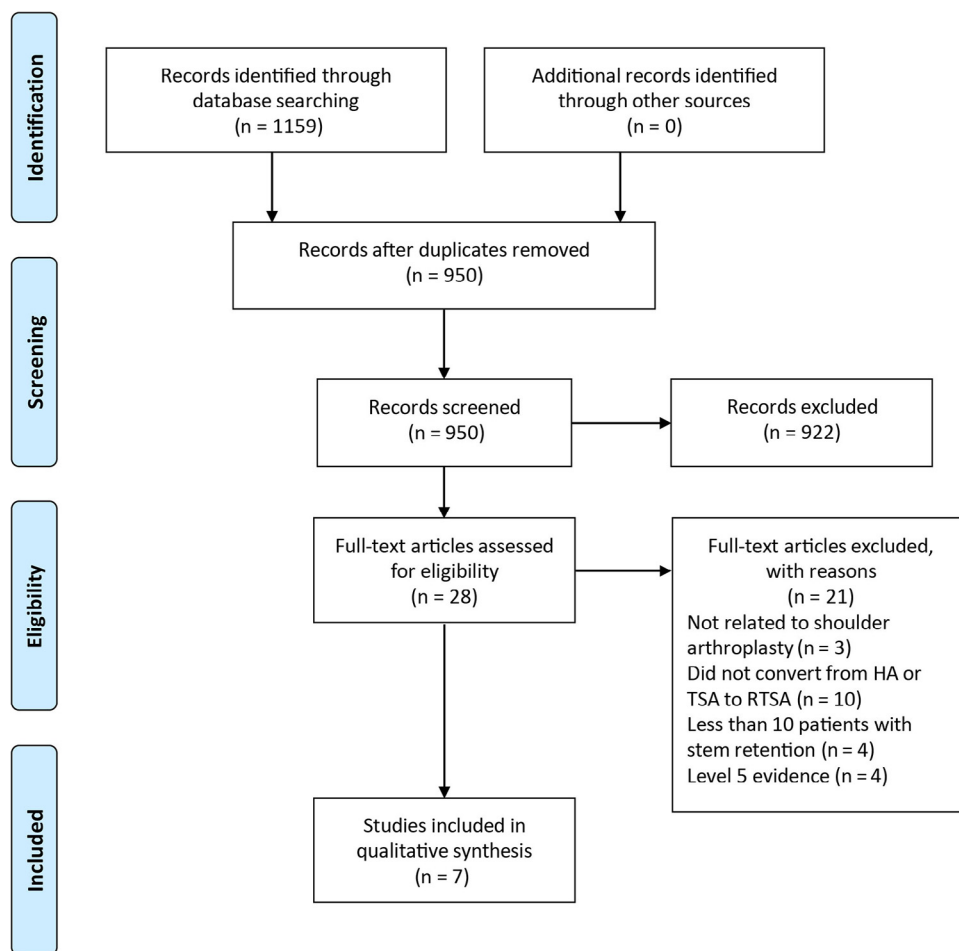 Identification
Records identified through
database searching
(n = 1159)
Additional records identified
through other sources
(n = 0)
Records after duplicates removed
(n = 950)
Screening
Records screened
(n = 950)
Records excluded
(n = 922)
Eligibility
Full-text articles assessed
for eligibility
(n = 28)
Full-text articles excluded,
with reasons
(n = 21)
Not related to shoulder
arthroplasty (n = 3)
Did not convert from HA or
TSA to RTSA (n = 10)
Less than 10 patients with
stem retention (n = 4)
Level 5 evidence (n = 4)
Included
Studies included in
qualitative synthesis
(n = 7)